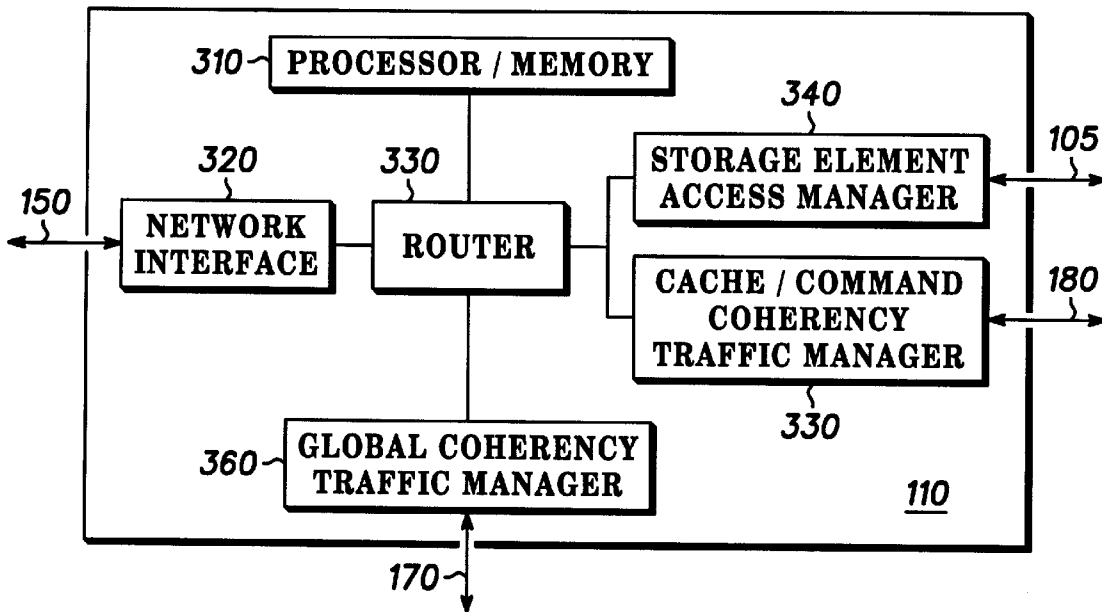 310
PROCESSOR / MEMORY
340
320
330
STORAGE ELEMENT
ACCESS MANAGER
105
150
NETWORK
INTERFACE
ROUTER
CACHE / COMMAND
COHERENCY
TRAFFIC MANAGER
180
330
360
GLOBAL COHERENCY
TRAFFIC MANAGER
110
170